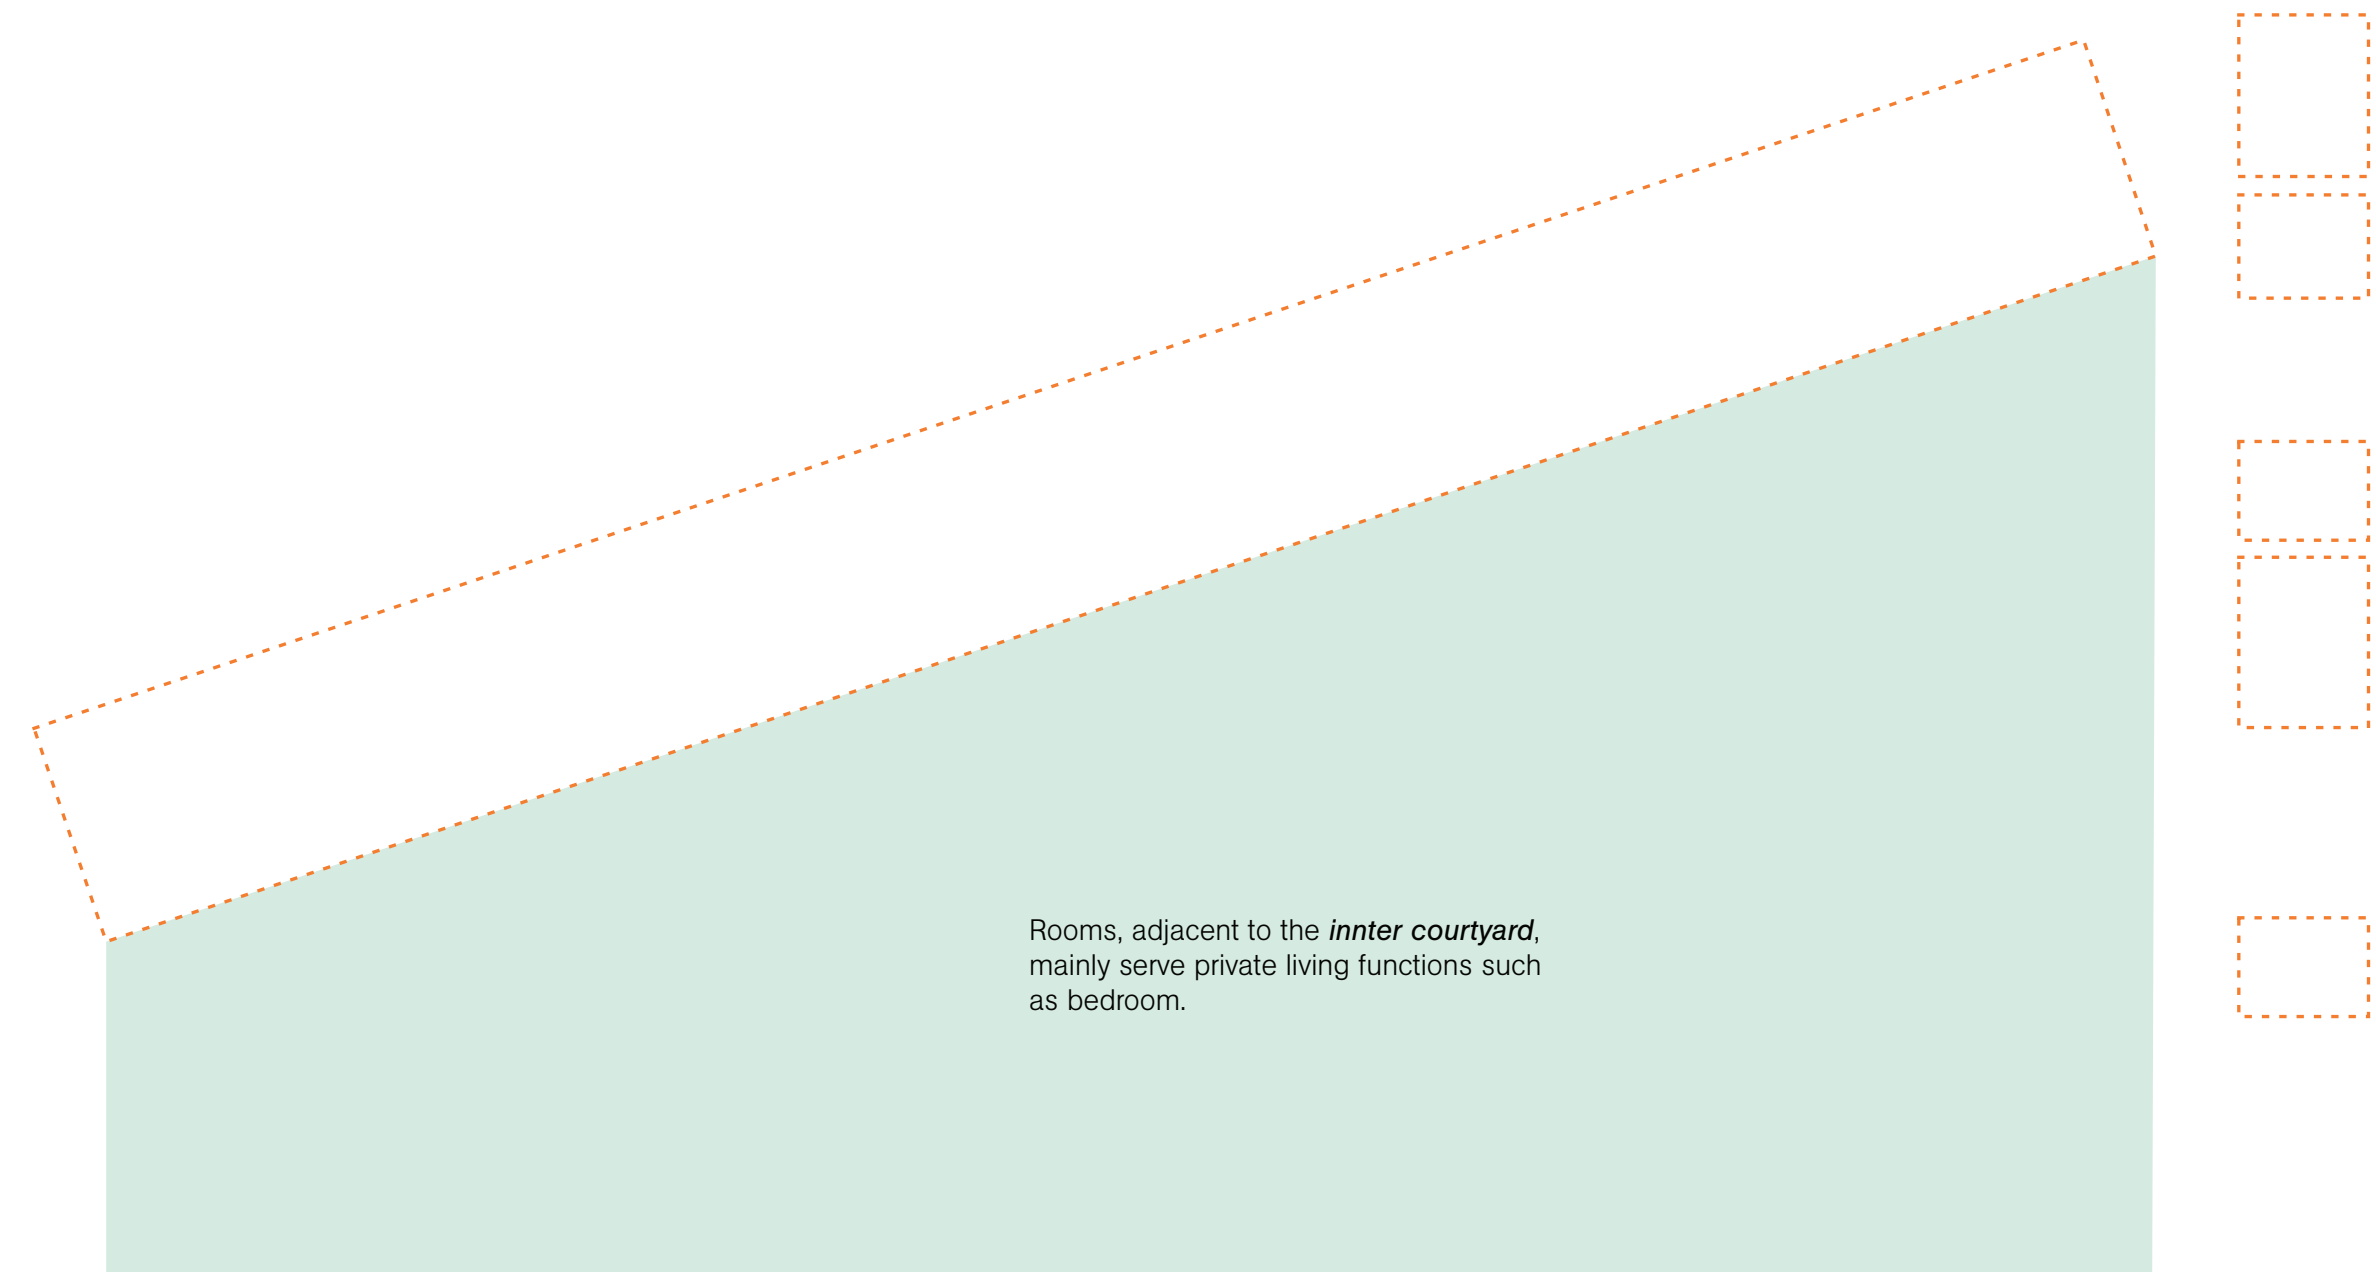 Rooms, adjacent to the innter courtyard,
mainly serve private living functions such
as bedroom.